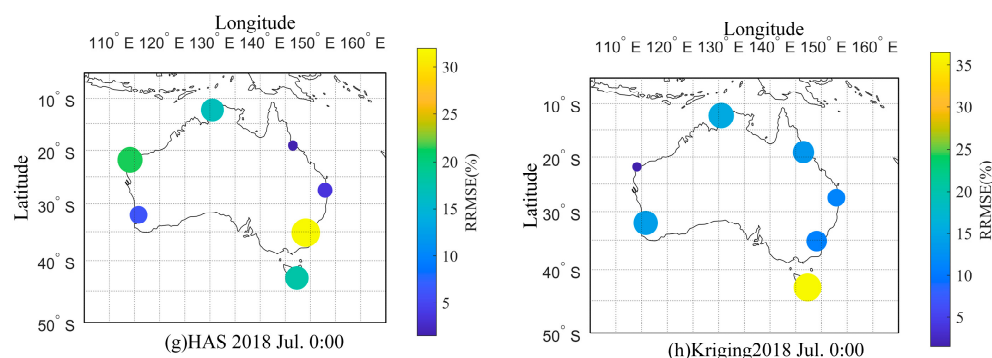 Longitude
110° E 120° E 130° E 140° E 150° E 160° E
10° S
20° S
30° S
40° S
50° S
Latitude
30
25
20
15
10
5
RRMSE(%)
(g)HAS 2018 Jul. 0:00
Longitude
110° E 120° E 130° E 140° E 150° E 160° E
10° S
20° S
30° S
40° S
50° S
Latitude
35
30
25
20
15
10
5
RRMSE(%)
(h)Kriging2018 Jul. 0:00